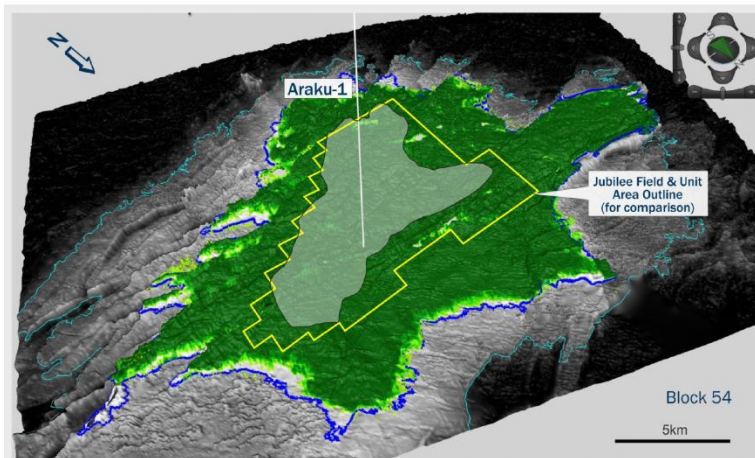 N
Araku-1
Jubilee Field & Unit
Area Outline
(for comparison)
Block 54
5km